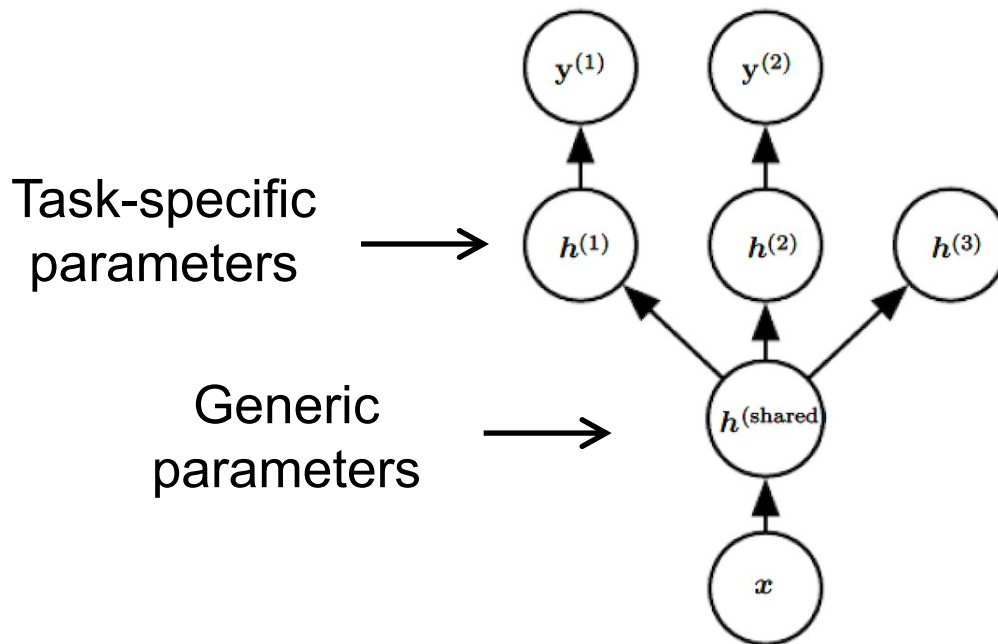 y(1) y(2)
Task-specific
parameters
h(1) h(2) h(3)
Generic
parameters
h(shared)
x